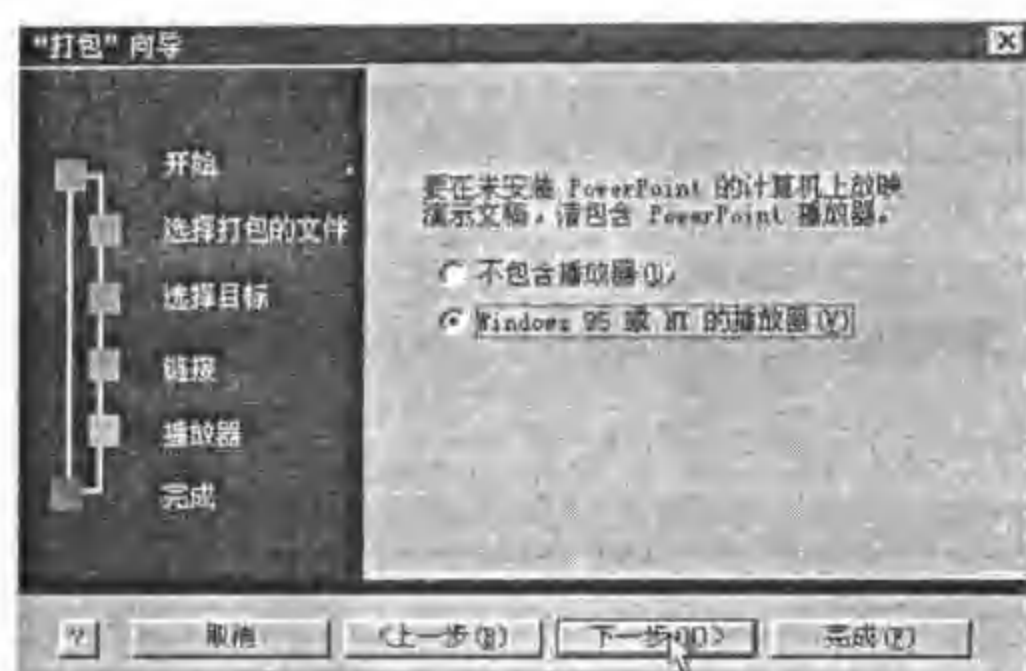 “打包”向导
开始
选择打包的文件
选择目标
链接
播放器
完成
要在未安装 PowerPoint 的计算机上放映
演示文稿，请包含 PowerPoint 播放器。
不包含播放器
Windows 95 或 NT 的播放器(V)
?
取消
<上一步(B)
下一步(N)>
完成(F)